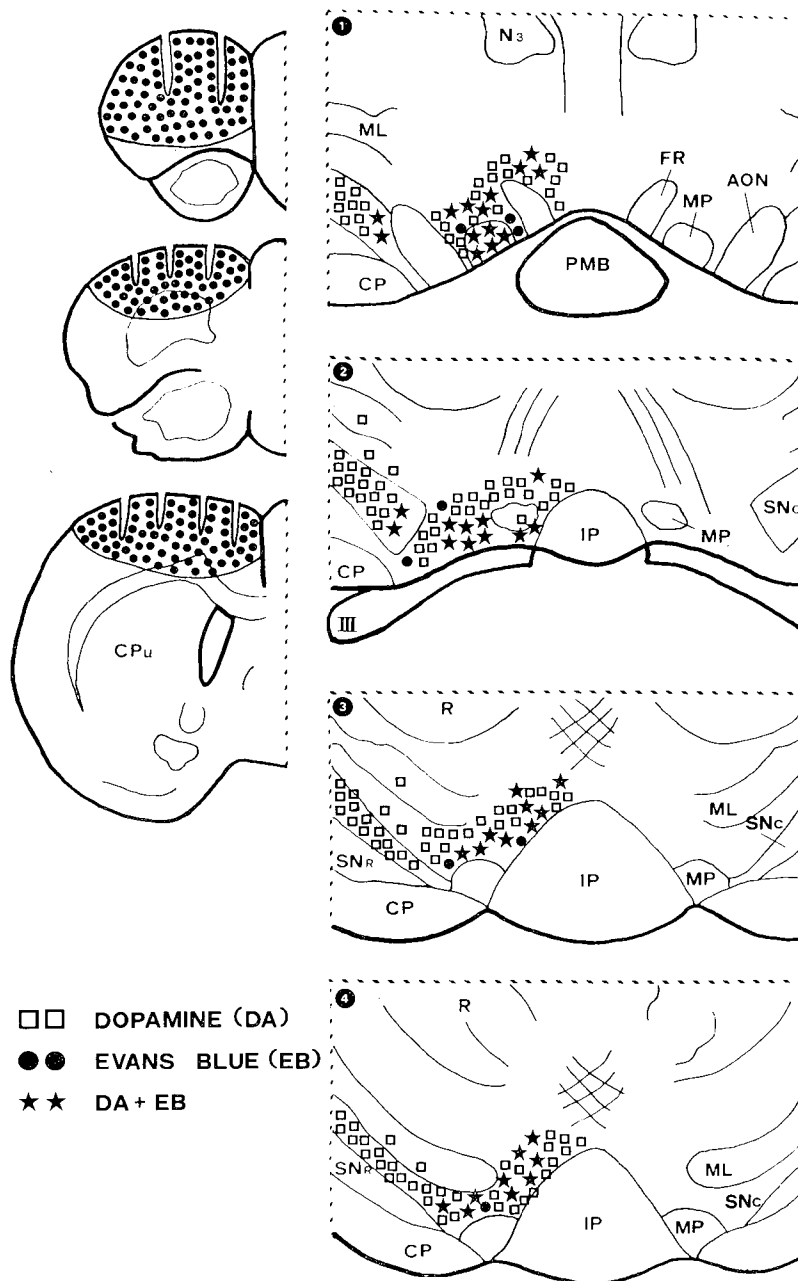 CPu
DOPAMINE (DA)
EVANS BLUE (EB)
DA + EB
1
N3
ML
FR
MP
AON
CP
PMB
2
SNC
MP
IP
CP
III
3
R
ML
SNC
SNR
MP
IP
CP
4
R
SNR
ML
SNC
MP
IP
CP